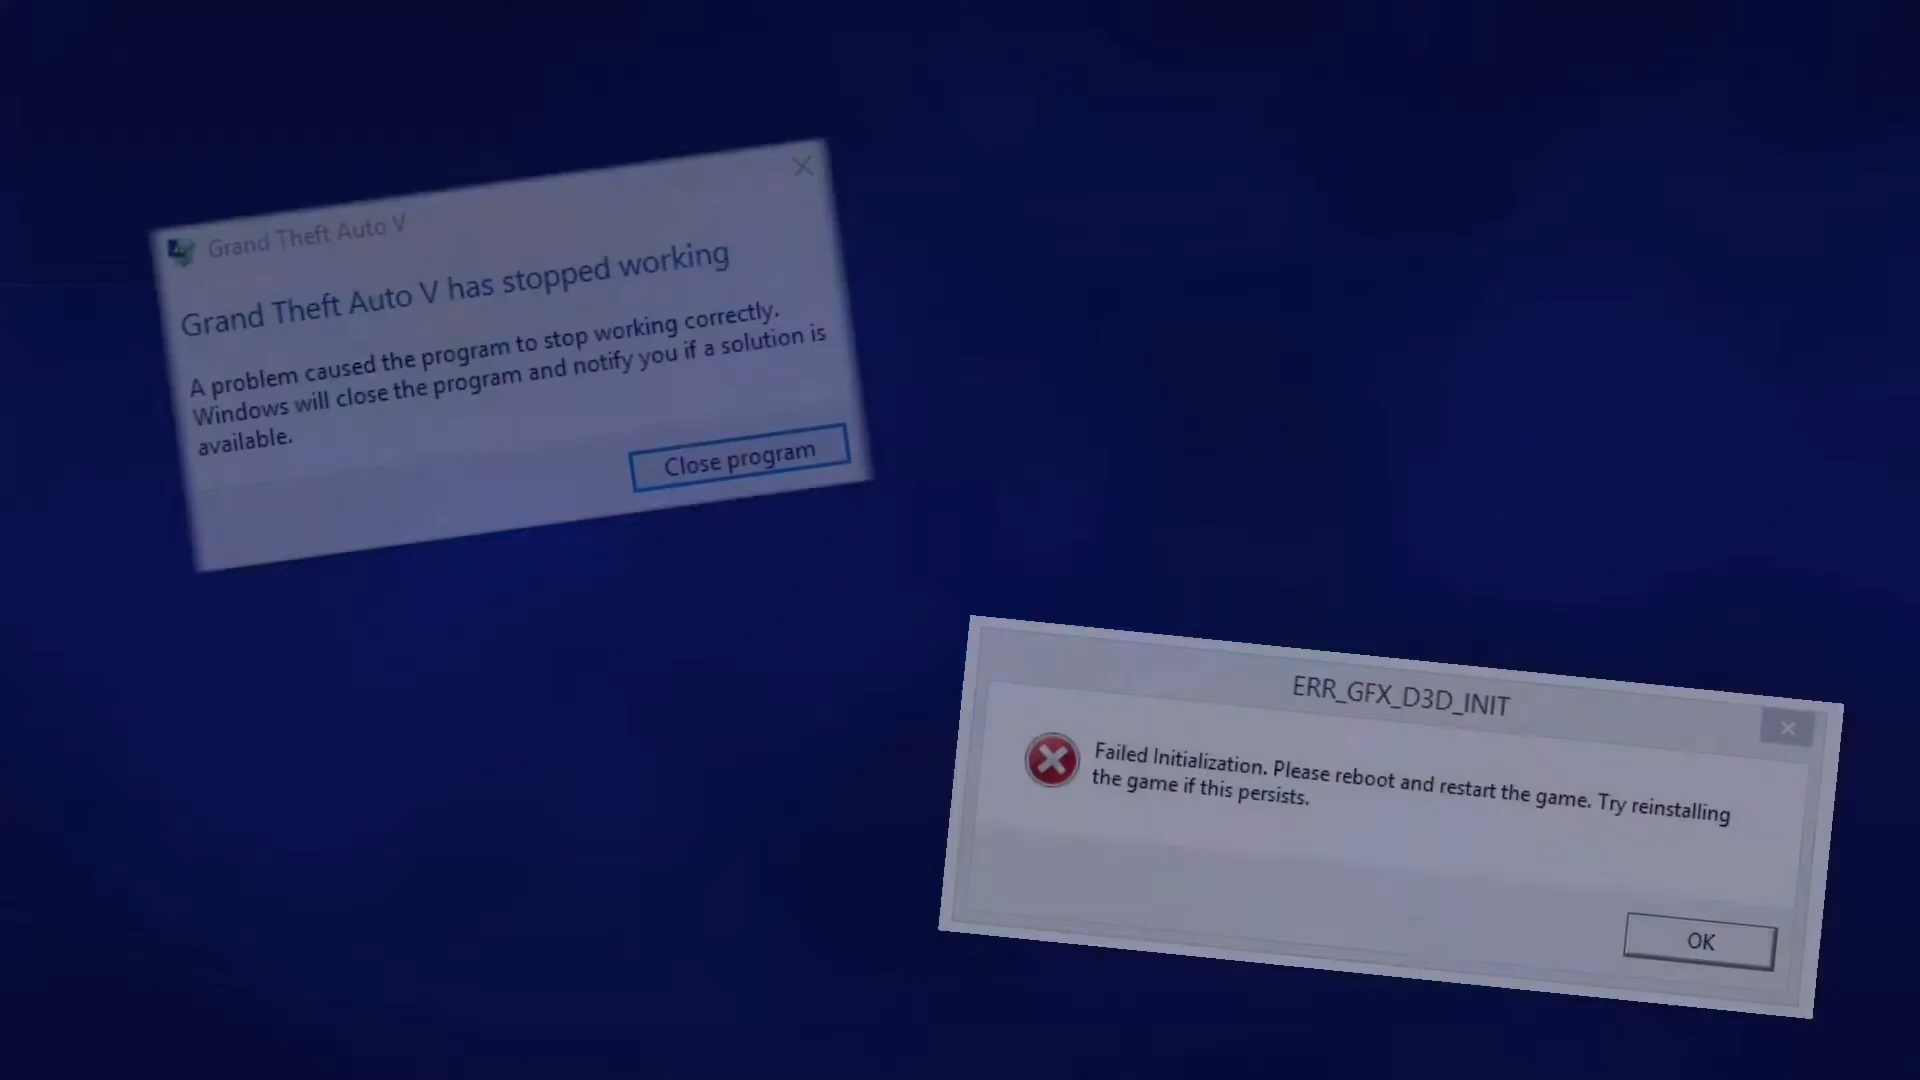 Grand Theft Auto V
Grand Theft Auto V has stopped working
A problem caused the program to stop working correctly.
Windows will close the program and notify you if a solution is
available.
Close program
ERR_GFX_D3D_INIT
Failed Initialization. Please reboot and restart the game. Try reinstalling
the game if this persists.
OK